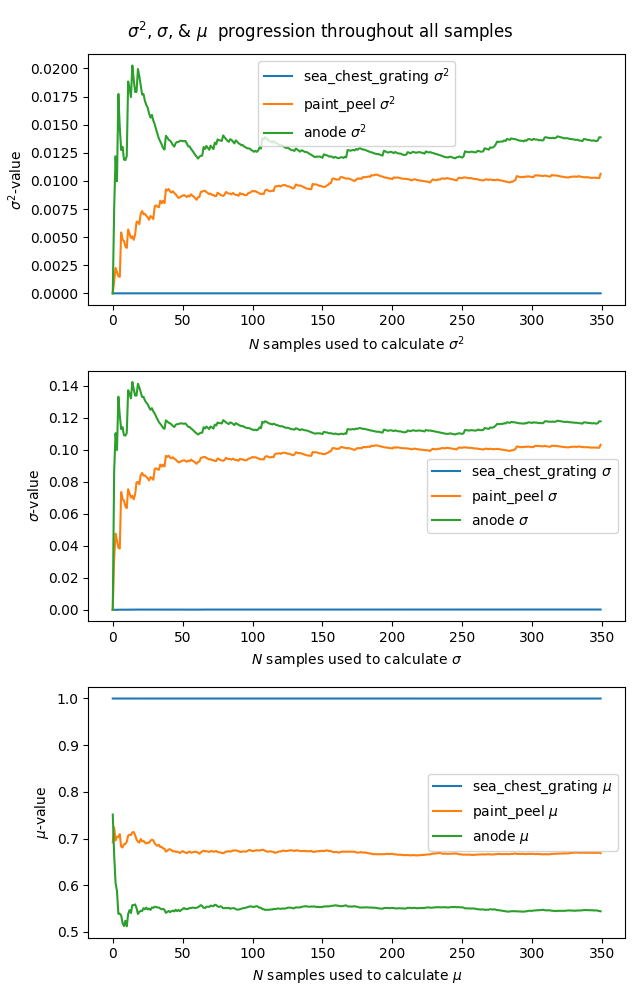 σ², σ, & μ progression throughout all samples
sea_chest_grating σ²
paint_peel σ²
anode σ²
0.0200
0.0175
0.0150
0.0125
0.0100
0.0075
0.0050
0.0025
0.0000
σ²-value
0 50 100 150 200 250 300 350
N samples used to calculate σ²
0.14
0.12
0.10
0.08
0.06
0.04
0.02
0.00
σ-value
sea_chest_grating σ
paint_peel σ
anode σ
0 50 100 150 200 250 300 350
N samples used to calculate σ
1.0
0.9
0.8
0.7
0.6
0.5
μ-value
sea_chest_grating μ
paint_peel μ
anode μ
0 50 100 150 200 250 300 350
N samples used to calculate μ